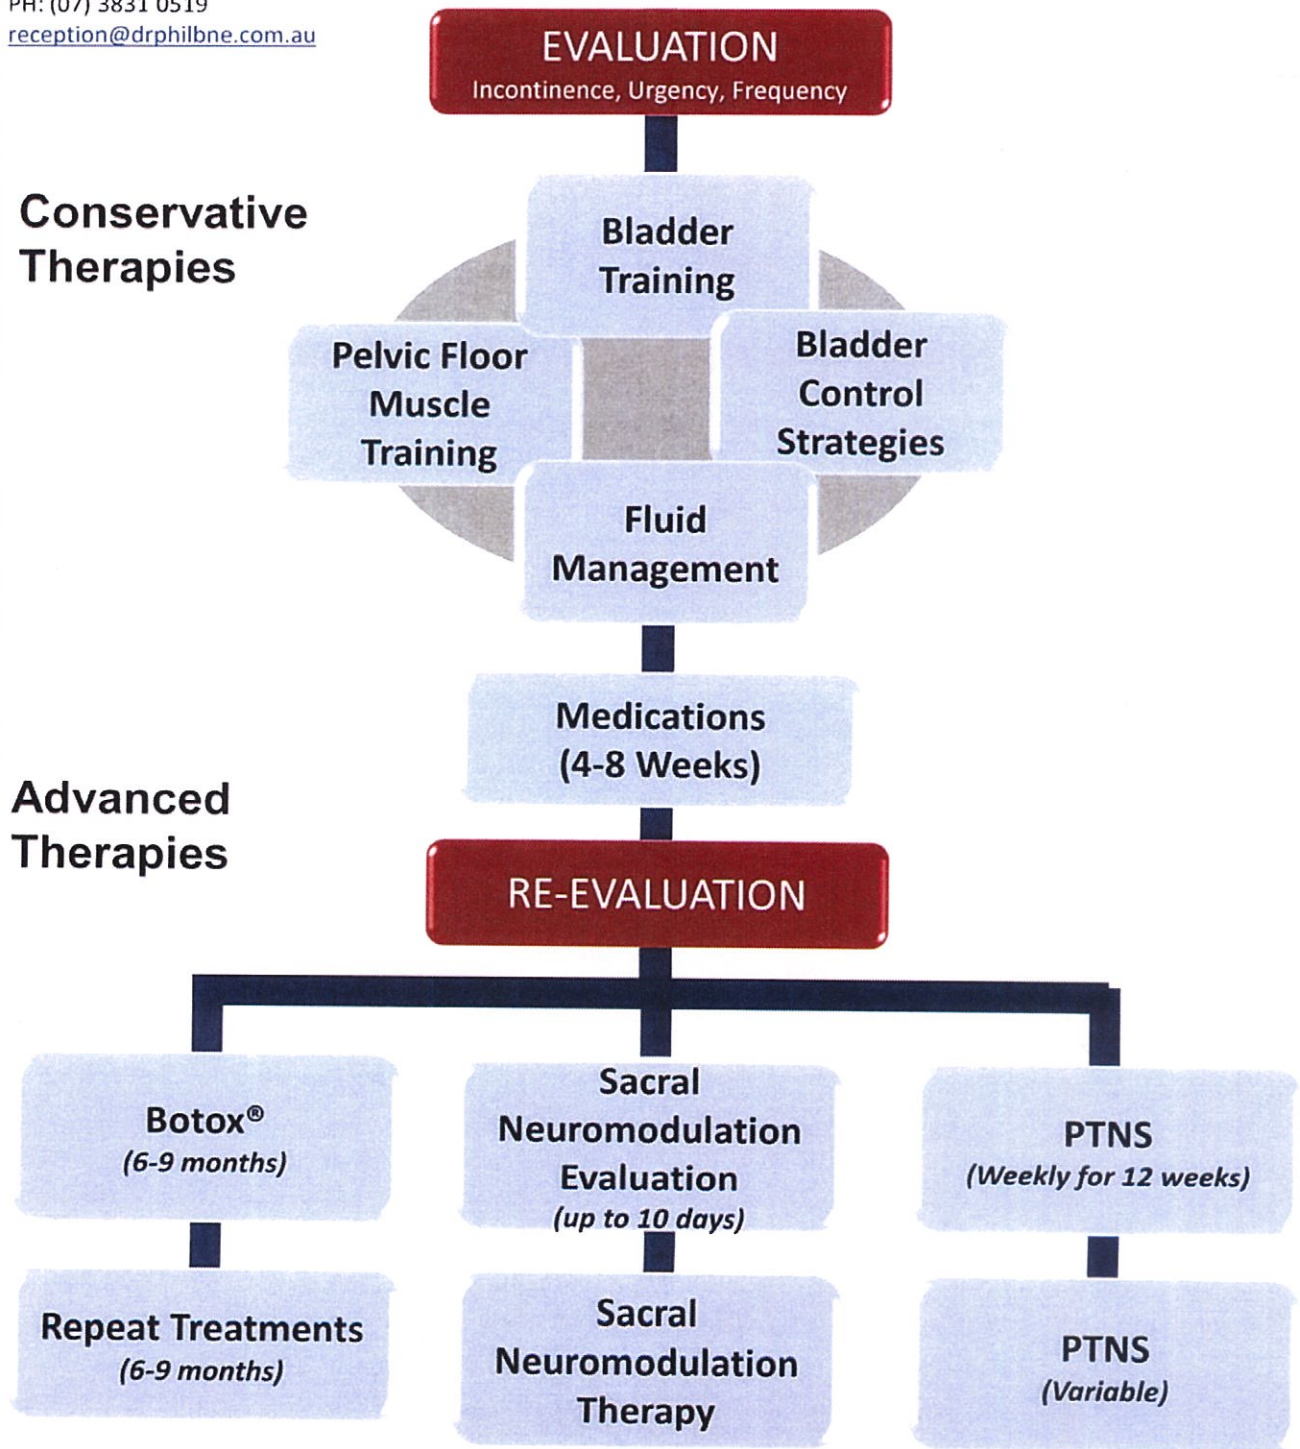 PH: (07) 3831 0519
reception@drphilbne.com.au
EVALUATION
Incontinence, Urgency, Frequency
Conservative
Therapies
Bladder
Training
Pelvic Floor
Muscle
Training
Bladder
Control
Strategies
Fluid
Management
Medications
(4-8 Weeks)
Advanced
Therapies
RE-EVALUATION
Botox®
(6-9 months)
Sacral
Neuromodulation
Evaluation
(up to 10 days)
PTNS
(Weekly for 12 weeks)
Repeat Treatments
(6-9 months)
Sacral
Neuromodulation
Therapy
PTNS
(Variable)